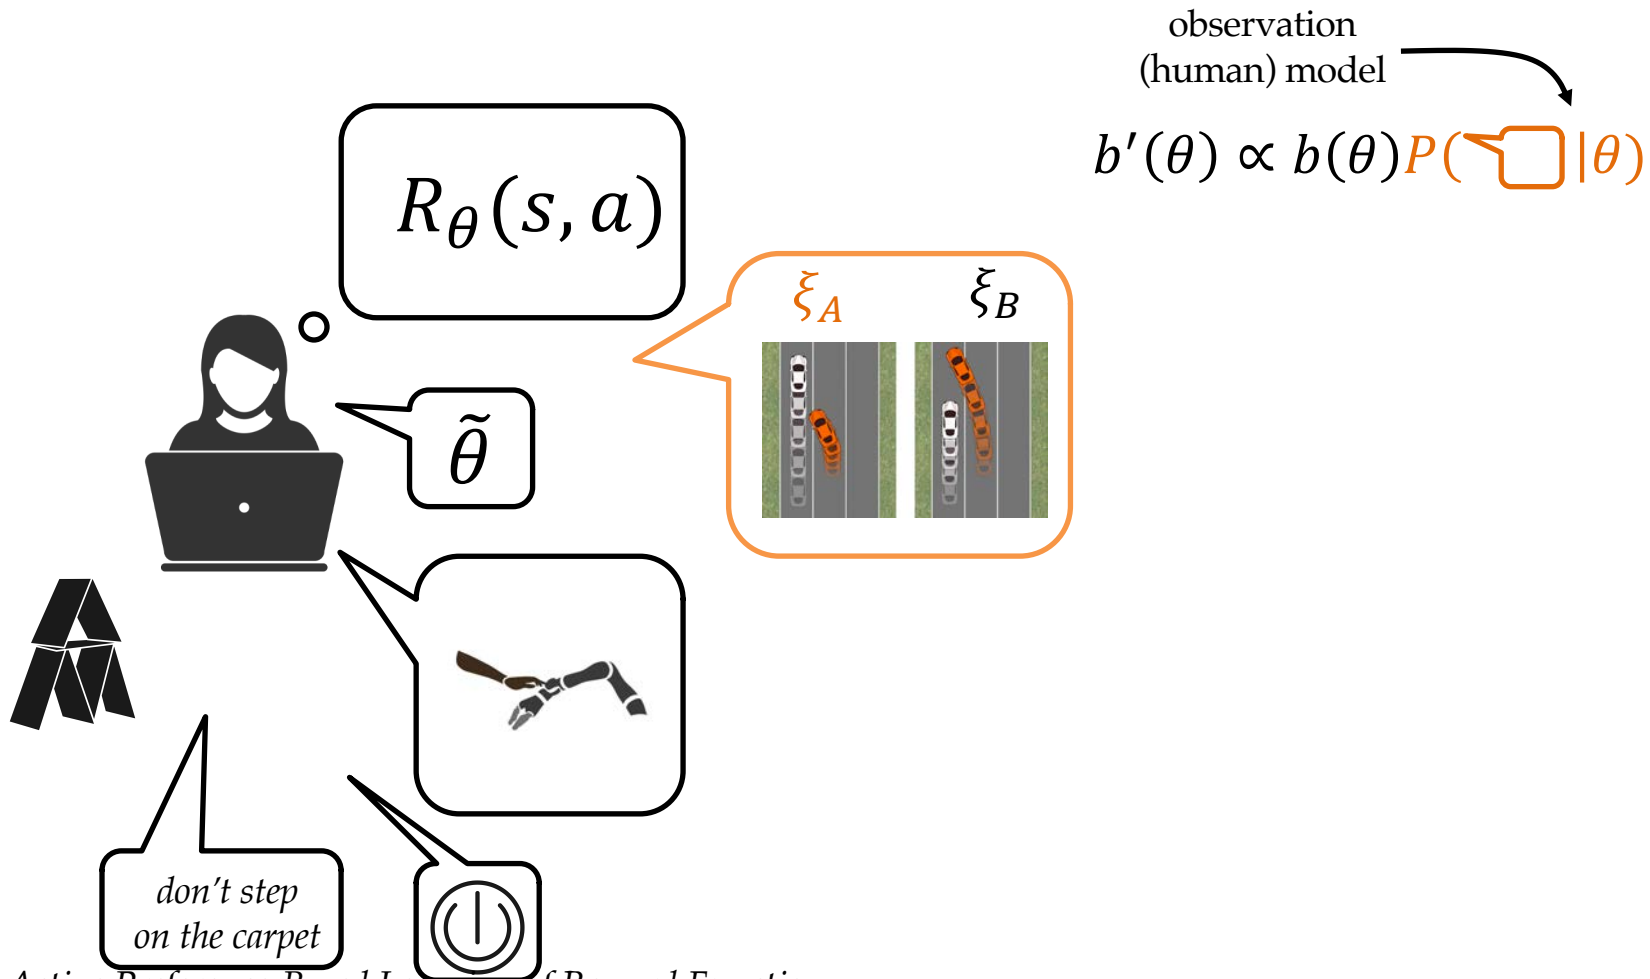 observation
(human) model
b′(θ) ∝ b(θ)P( |θ)
R_θ(s, a)
ξ_A ξ_B
θ̃
don't step
on the carpet